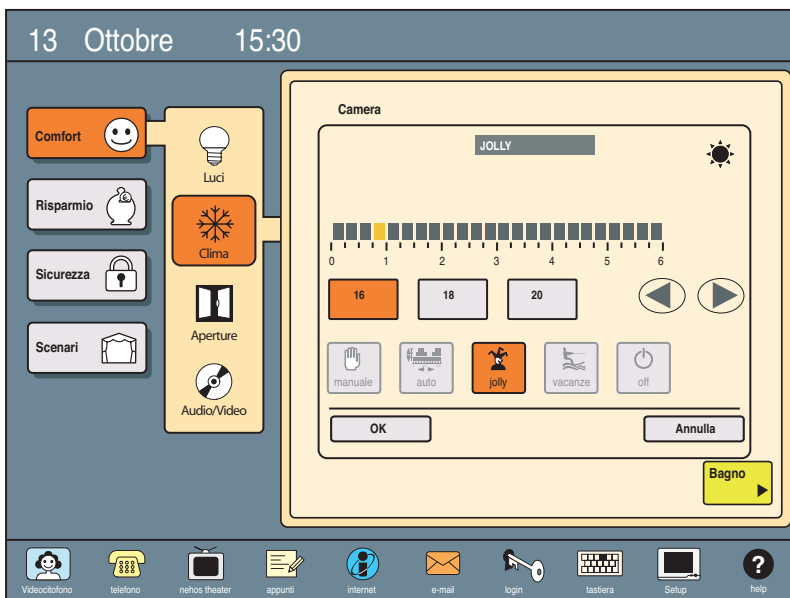 13 Ottobre 15:30
Comfort
Risparmio
Sicurezza
Scenari
Luci
Clima
Aperture
Audio/Video
Camera
JOLLY
0 1 2 3 4 5 6
16 18 20
manuale auto jolly vacanze off
OK Annulla
Bagno
Videocitofono telefono nehos theater appunti internet e-mail login tastiera Setup help